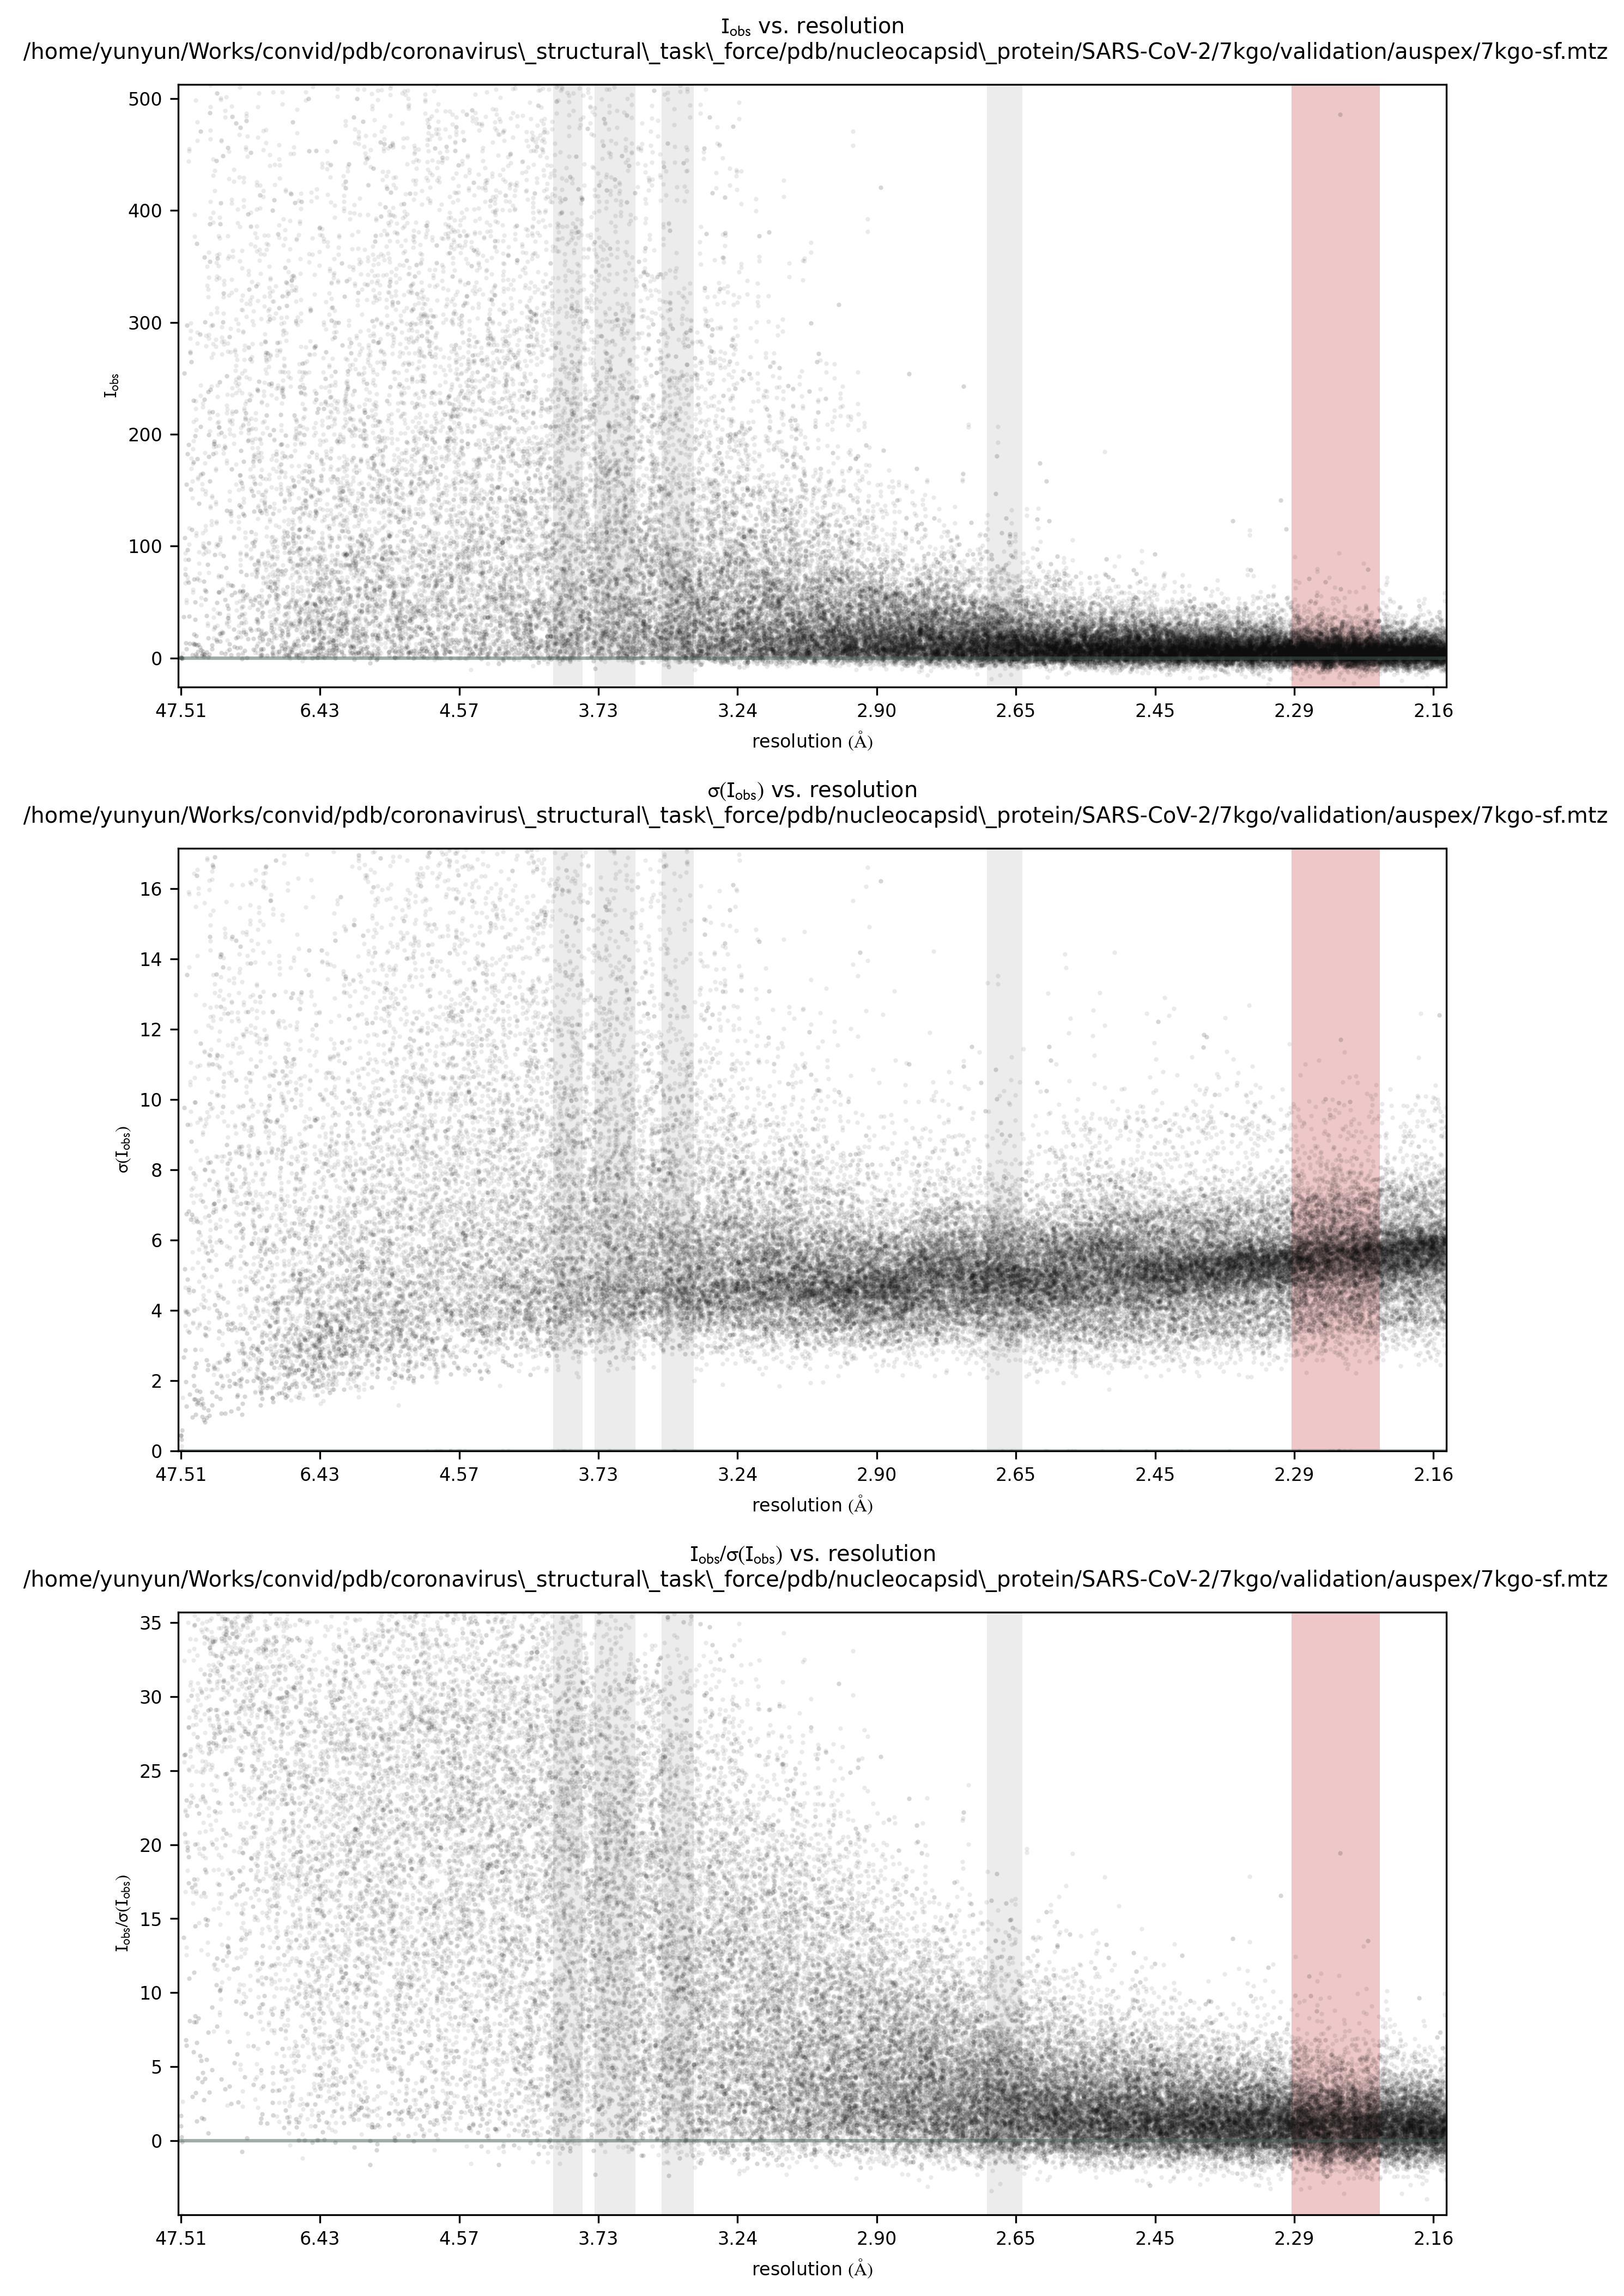 I_obs vs. resolution
/home/yunyun/Works/convid/pdb/coronavirus\_structural\_task\_force/pdb/nucleocapsid\_protein/SARS-CoV-2/7kgo/validation/auspex/7kgo-sf.mtz
500
400
300
200
100
0
I_obs
47.51 6.43 4.57 3.73 3.24 2.90 2.65 2.45 2.29 2.16
resolution (Å)
σ(I_obs) vs. resolution
/home/yunyun/Works/convid/pdb/coronavirus\_structural\_task\_force/pdb/nucleocapsid\_protein/SARS-CoV-2/7kgo/validation/auspex/7kgo-sf.mtz
16
14
12
10
8
6
4
2
0
σ(I_obs)
47.51 6.43 4.57 3.73 3.24 2.90 2.65 2.45 2.29 2.16
resolution (Å)
I_obs/σ(I_obs) vs. resolution
/home/yunyun/Works/convid/pdb/coronavirus\_structural\_task\_force/pdb/nucleocapsid\_protein/SARS-CoV-2/7kgo/validation/auspex/7kgo-sf.mtz
35
30
25
20
15
10
5
0
I_obs/σ(I_obs)
47.51 6.43 4.57 3.73 3.24 2.90 2.65 2.45 2.29 2.16
resolution (Å)